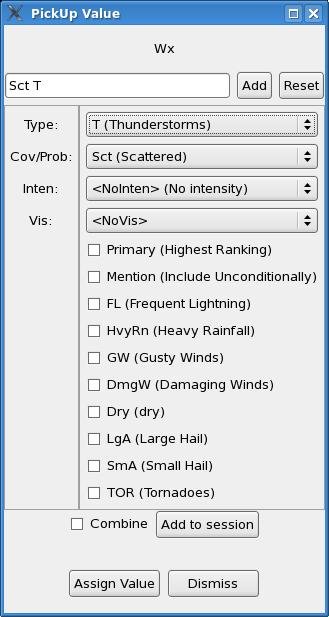 PickUp Value
Wx
Sct T Add Reset
Type: T (Thunderstorms)
Cov/Prob: Sct (Scattered)
Inten: <NoInten> (No intensity)
Vis: <NoVis>
Primary (Highest Ranking)
Mention (Include Unconditionally)
FL (Frequent Lightning)
HvyRn (Heavy Rainfall)
GW (Gusty Winds)
DmgW (Damaging Winds)
Dry (dry)
LgA (Large Hail)
SmA (Small Hail)
TOR (Tornadoes)
Combine Add to session
Assign Value Dismiss